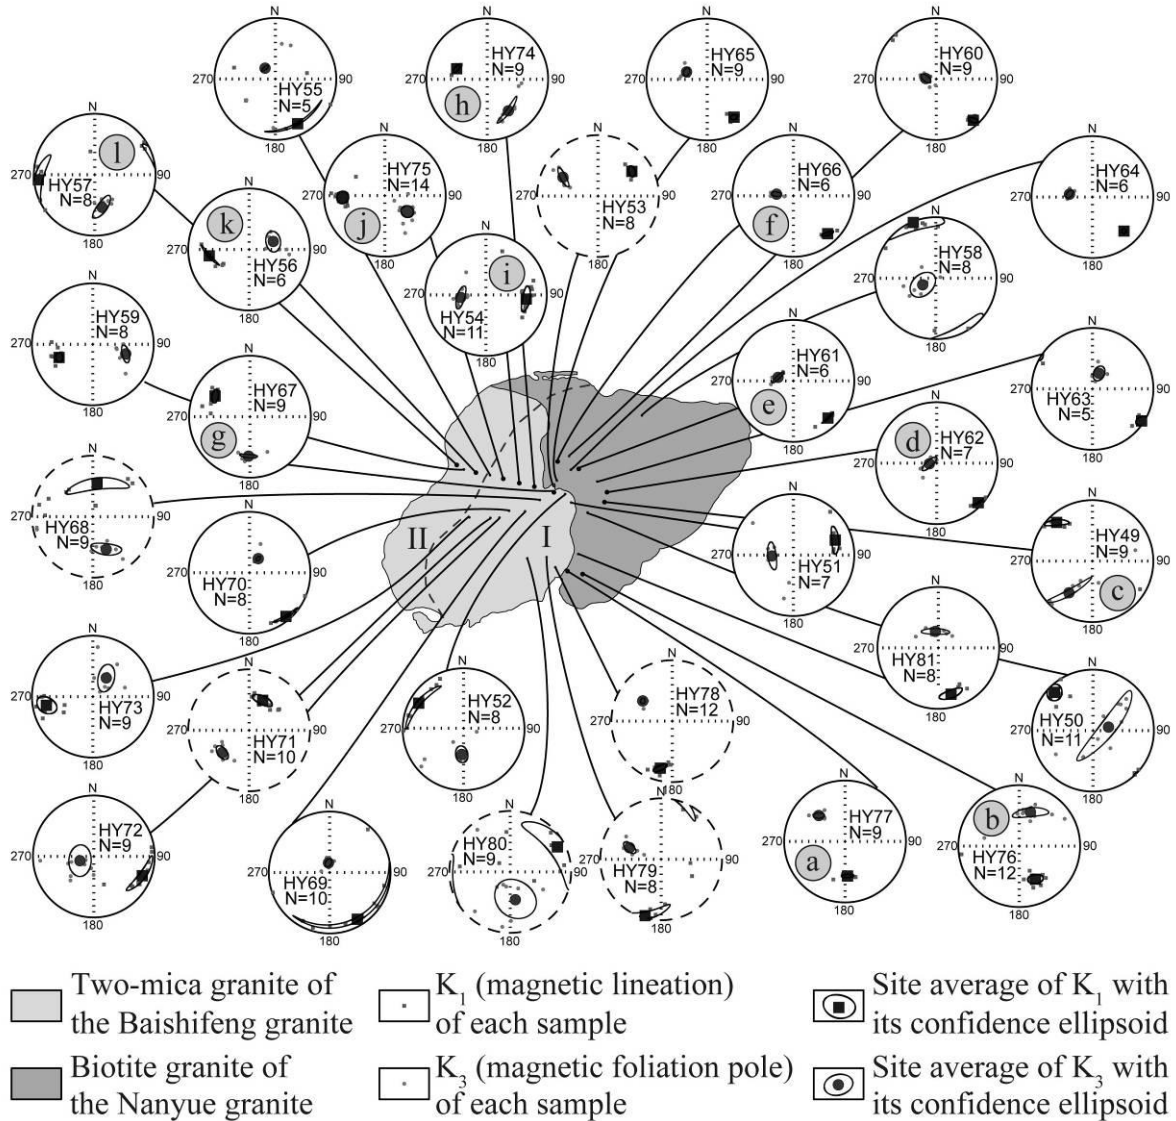 N
270 90
HY55
N=5
180
N
HY74
270 N=9 90
h
180
N
HY65
270 N=9 90
180
N
HY60
270 N=9 90
180
N
l
270 90
HY57
N=8
180
N
HY75
270 N=14 90
j
180
N
270 90
HY53
N=8
180
N
HY66
270 N=6 90
f
180
N
HY64
270 N=6 90
180
N
k
270 90
HY56
N=6
180
N
i
270 90
HY54
N=11
180
N
HY58
270 N=8 90
180
N
HY59
N=8
270 90
180
N
HY67
N=9
270 90
g
180
N
HY61
270 N=6 90
e
180
N
270 90
HY63
N=5
180
N
d HY62
270 N=7 90
180
N
270 90
HY68
N=9
180
N
270 90
HY70
N=8
180
II I
N
270 90
HY51
N=7
180
N
HY49
N=9
270 90
c
180
N
270 90
HY81
N=8
180
N
270 90
HY73
N=9
180
N
270 90
HY71
N=10
180
N
HY52
270 N=8 90
180
N
HY78
270 N=12 90
180
N
270 90
HY50
N=11
180
N
HY72
N=9
270 90
180
N
270 90
HY69
N=10
180
N
HY80
N=9
270 90
180
N
270 90
HY79
N=8
180
N
HY77
N=9
270 90
a
180
N
b
270 90
HY76
N=12
180
Two-mica granite of
the Baishifeng granite
K₁ (magnetic lineation)
of each sample
Site average of K₁ with
its confidence ellipsoid
Biotite granite of
the Nanyue granite
K₃ (magnetic foliation pole)
of each sample
Site average of K₃ with
its confidence ellipsoid